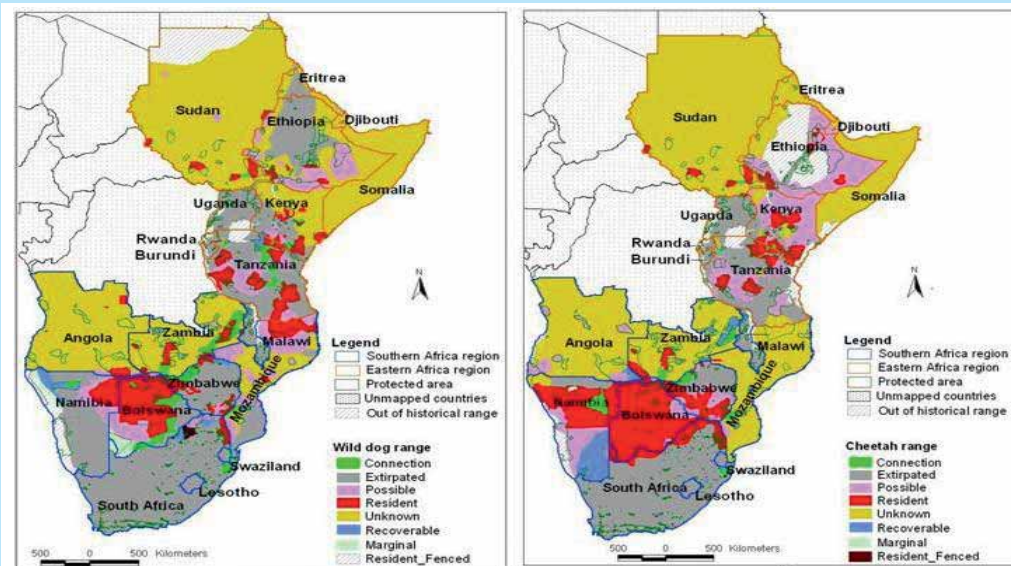 Eritrea
Sudan
Djibouti
Ethiopia
Somalia
Uganda
Kenya
Rwanda
Burundi
Tanzania
N
Angola
Zambia
Malawi
Zimbabwe
Mozambique
Namibia
Botswana
Swaziland
Lesotho
South Africa
Legend
Southern Africa region
Eastern Africa region
Protected area
Unmapped countries
Out of historical range
Wild dog range
Connection
Extirpated
Possible
Resident
Unknown
Recoverable
Marginal
Resident_Fenced
500 0 500 Kilometers
Eritrea
Sudan
Djibouti
Ethiopia
Somalia
Uganda
Kenya
Rwanda
Burundi
Tanzania
N
Angola
Zambia
Malawi
Zimbabwe
Mozambique
Namibia
Botswana
Swaziland
Lesotho
South Africa
Legend
Southern Africa region
Eastern Africa region
Protected area
Unmapped countries
Out of historical range
Cheetah range
Connection
Extirpated
Possible
Resident
Unknown
Recoverable
Marginal
Resident_Fenced
500 0 500 Kilometers